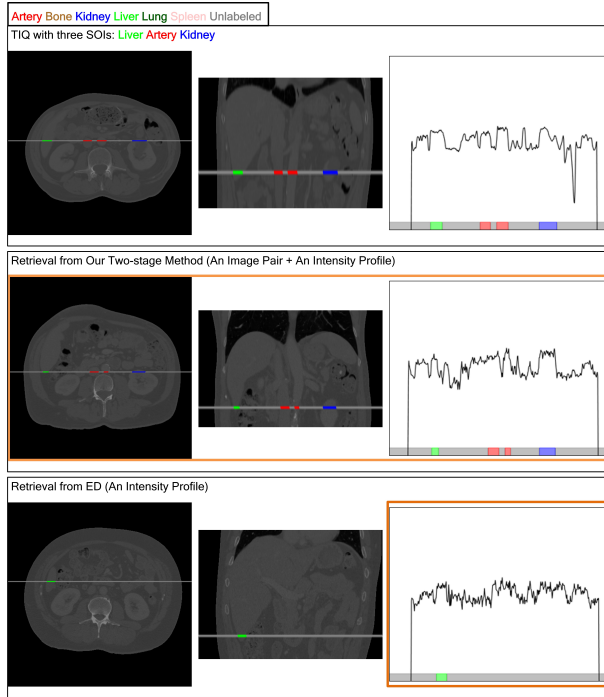 Artery Bone Kidney Liver Lung Spleen Unlabeled
TIQ with three SOIs: Liver Artery Kidney
Retrieval from Our Two-stage Method (An Image Pair + An Intensity Profile)
Retrieval from ED (An Intensity Profile)